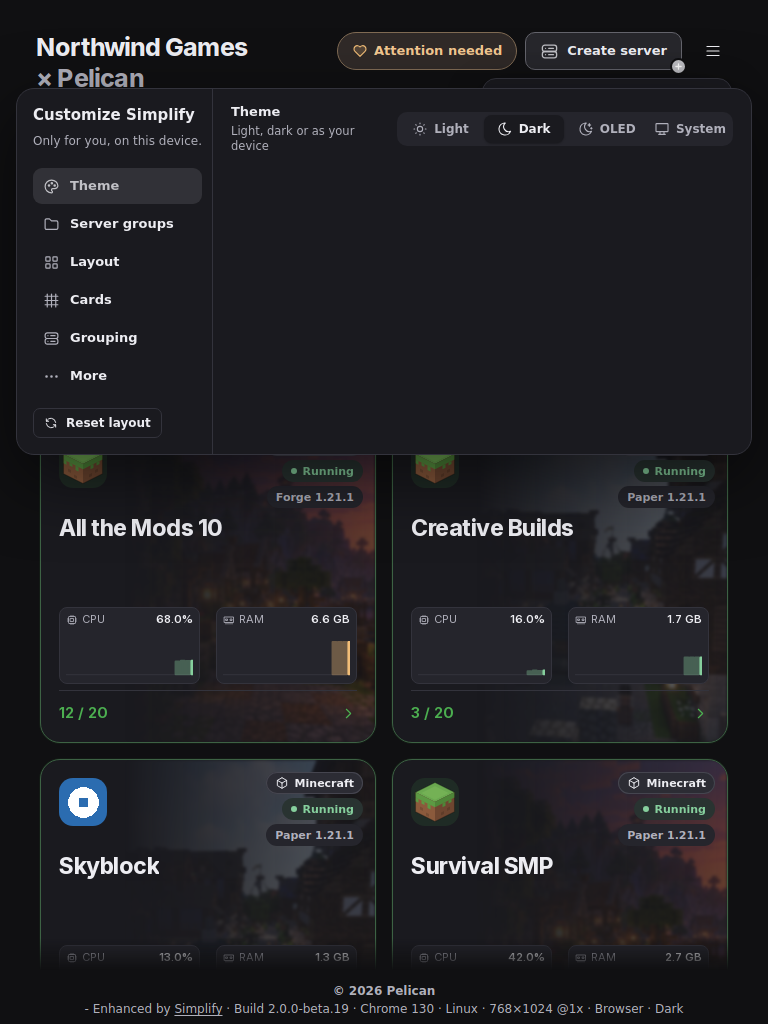 Northwind Games
× Pelican
Attention needed
Create server
Customize Simplify
Only for you, on this device.
Theme
Server groups
Layout
Cards
Grouping
More
Reset layout
Theme
Light, dark or as your
device
Light
Dark
OLED
System
Running
Forge 1.21.1
All the Mods 10
CPU
68.0%
RAM
6.6 GB
12 / 20
Running
Paper 1.21.1
Creative Builds
CPU
16.0%
RAM
1.7 GB
3 / 20
Minecraft
Running
Paper 1.21.1
Skyblock
CPU
13.0%
RAM
1.3 GB
Minecraft
Running
Paper 1.21.1
Survival SMP
CPU
42.0%
RAM
2.7 GB
© 2026 Pelican
- Enhanced by Simplify · Build 2.0.0-beta.19 · Chrome 130 · Linux · 768×1024 @1x · Browser · Dark